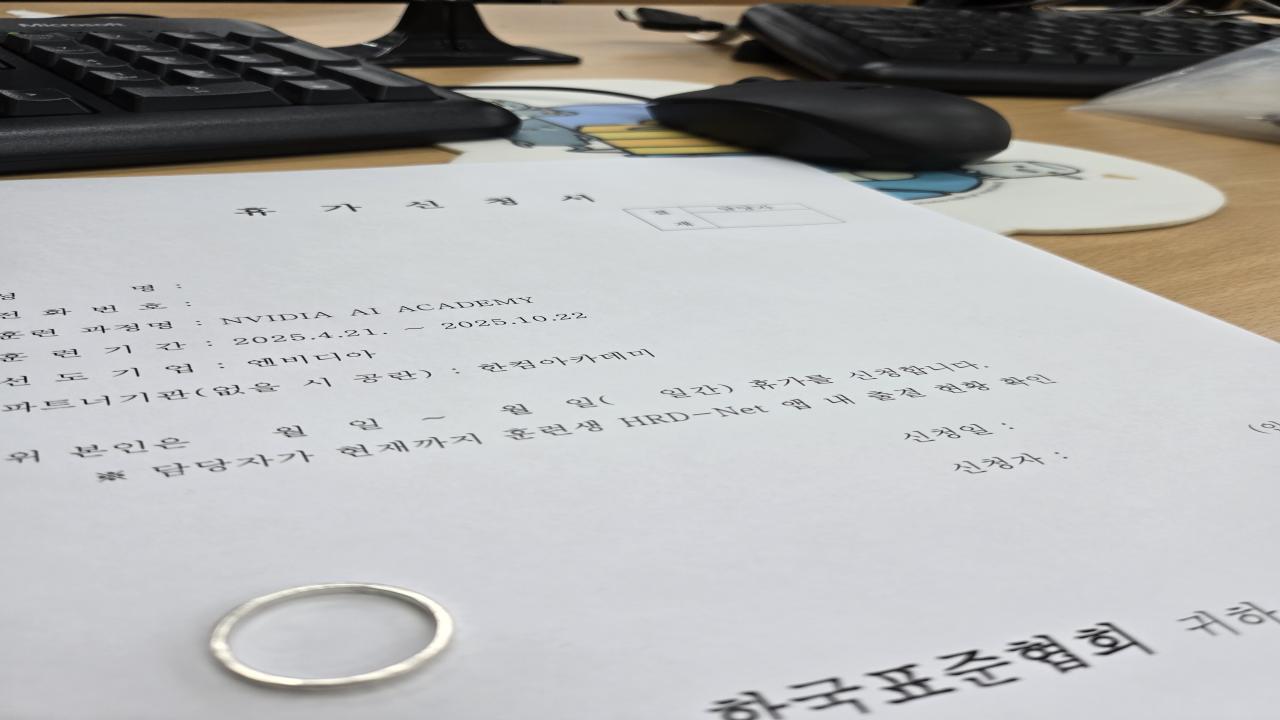 Microsoft
휴 가 신 청 서
결 재 담당자
성 명 :
전 화 번 호 :
훈련 과정명 : NVIDIA AI ACADEMY
훈 련 기 간 : 2025.4.21. ~ 2025.10.22
선 도 기 업 : 엔비디아
파트너기관(없을 시 공란) : 한컴아카데미
위 본인은 월 일 ~ 월 일( 일간) 휴가를 신청합니다.
※ 담당자가 현재까지 훈련생 HRD-Net 앱 내 출결 현황 확인
신청일 :
신청자 :
한국표준협회 귀하